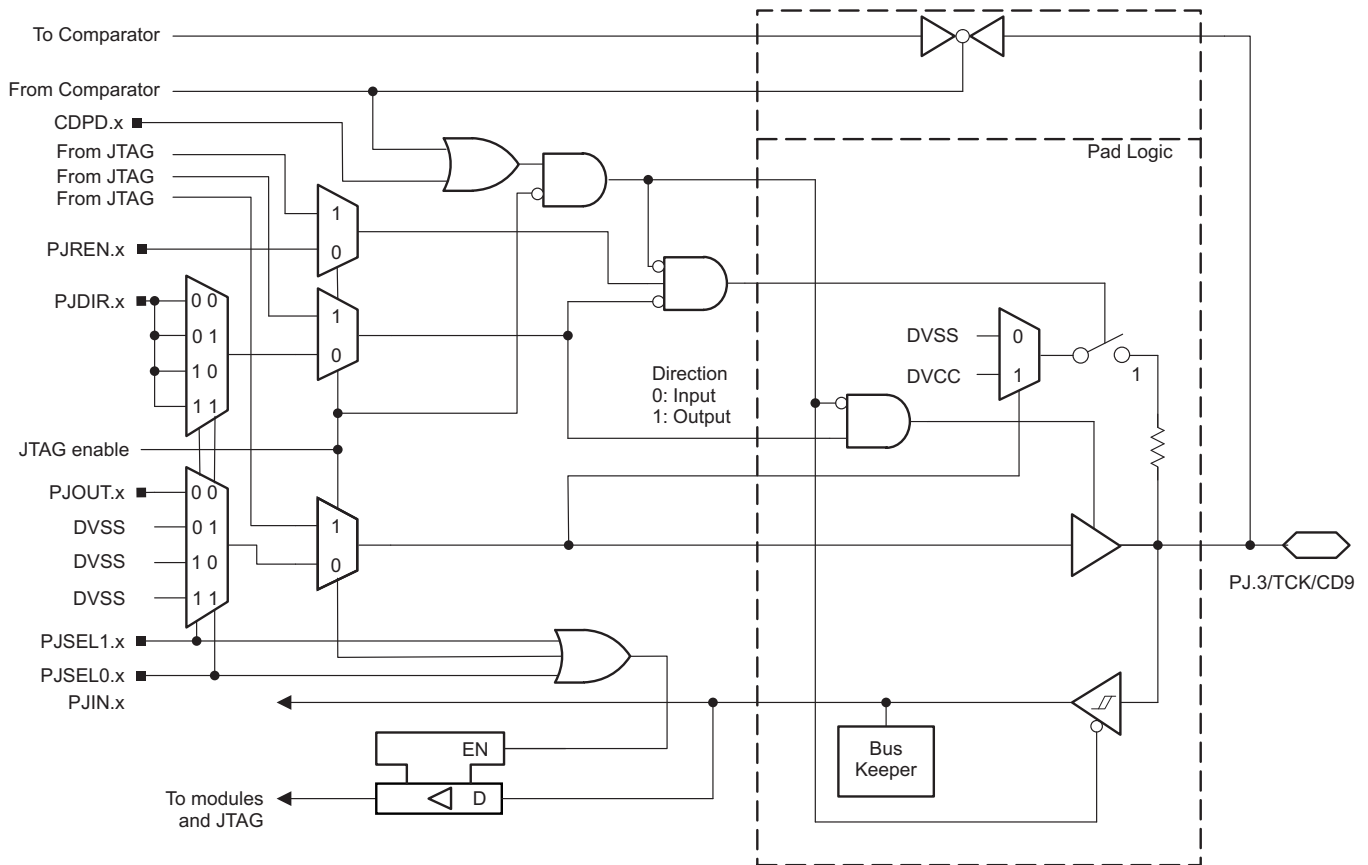 To Comparator
From Comparator
CDPD.x
From JTAG
From JTAG
From JTAG
Pad Logic
1
PJREN.x
0
PJDIR.x
0 0
0 1
1 0
1 1
1
0
DVSS
0
DVCC
1
1
Direction
0: Input
1: Output
JTAG enable
PJOUT.x
0 0
DVSS
0 1
DVSS
1 0
DVSS
1 1
1
0
PJ.3/TCK/CD9
PJSEL1.x
PJSEL0.x
PJIN.x
EN
D
Bus
Keeper
To modules
and JTAG